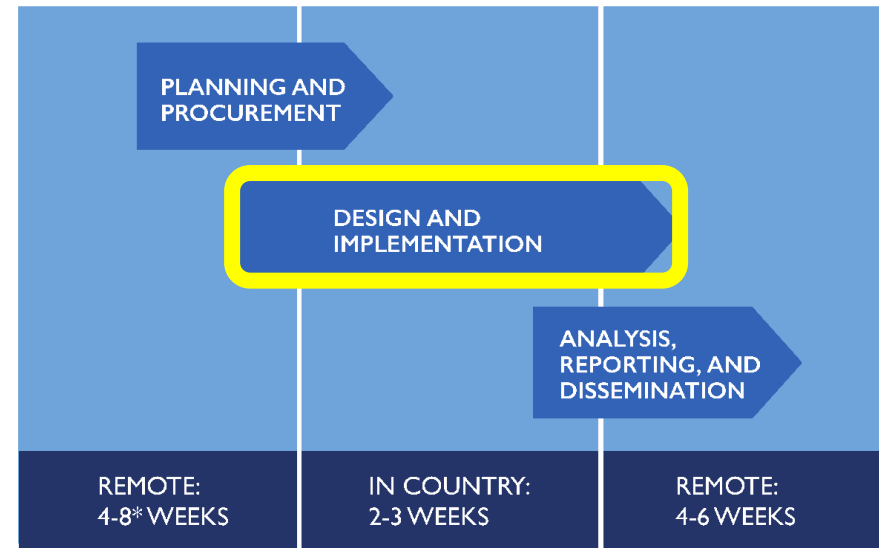 PLANNING AND
PROCUREMENT
DESIGN AND
IMPLEMENTATION
ANALYSIS,
REPORTING, AND
DISSEMINATION
REMOTE:
4-8* WEEKS
IN COUNTRY:
2-3 WEEKS
REMOTE:
4-6 WEEKS